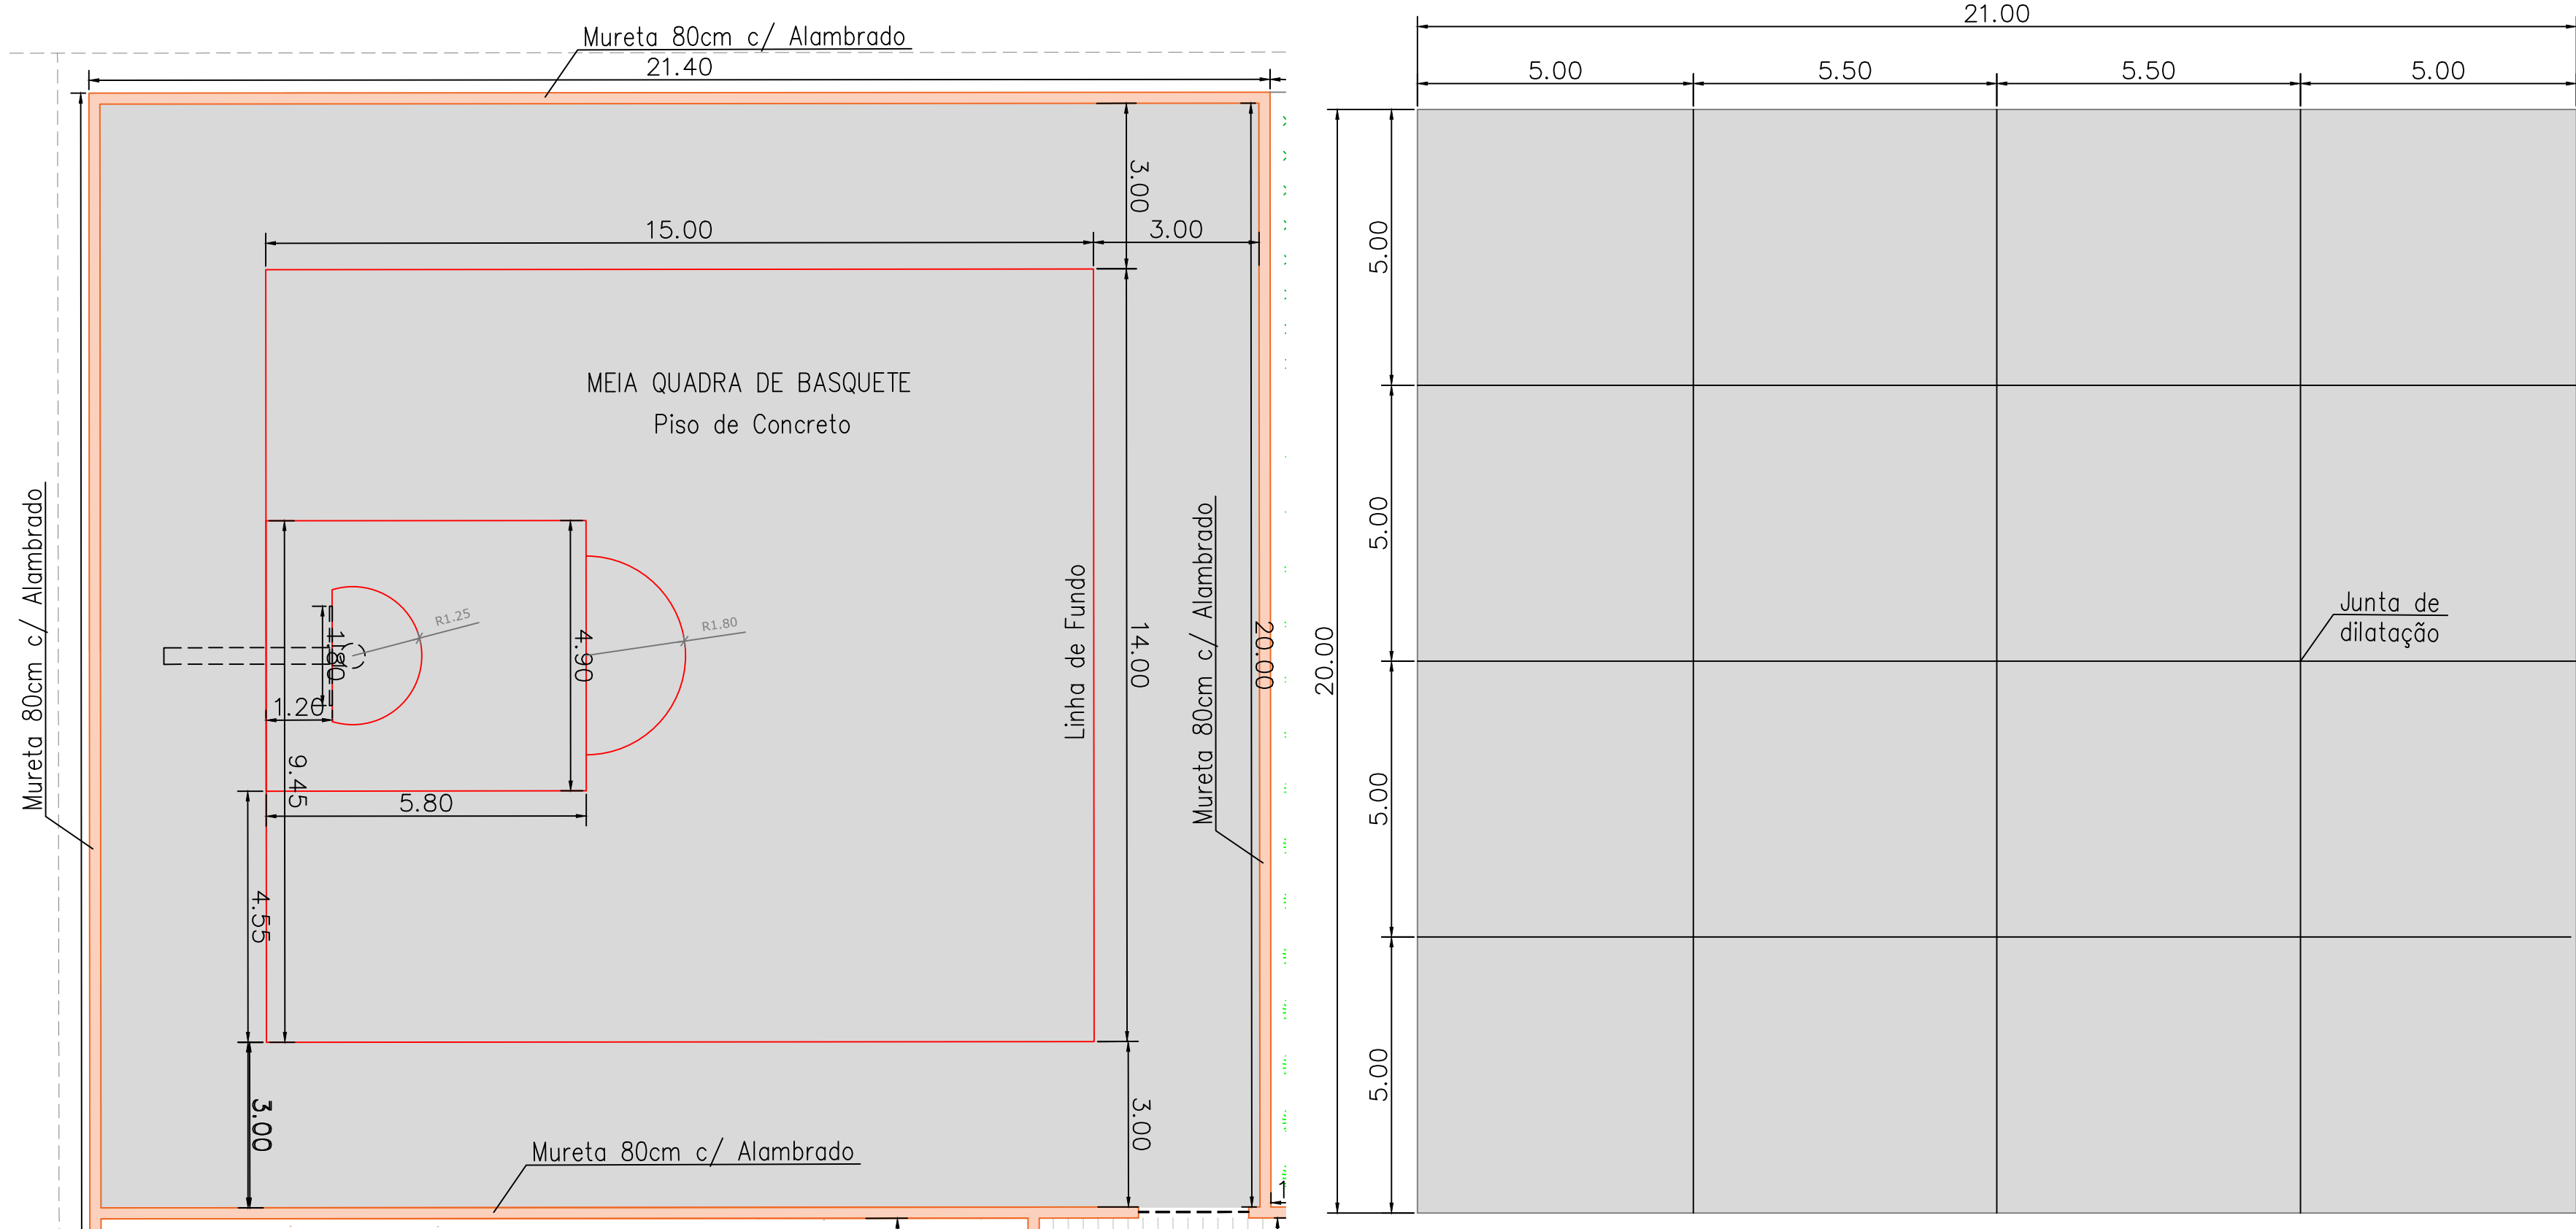 Mureta 80cm c/ Alambrado
21.40
3.00
15.00
3.00
MEIA QUADRA DE BASQUETE
Piso de Concreto
Mureta 80cm c/ Alambrado
R1.25
R1.80
1.80
4.90
1.20
9.45
5.80
4.55
Linha de Fundo
14.00
Mureta 80cm c/ Alambrado
20.00
3.00
3.00
Mureta 80cm c/ Alambrado
21.00
5.00
5.50
5.50
5.00
5.00
5.00
20.00
5.00
5.00
Junta de
dilatação